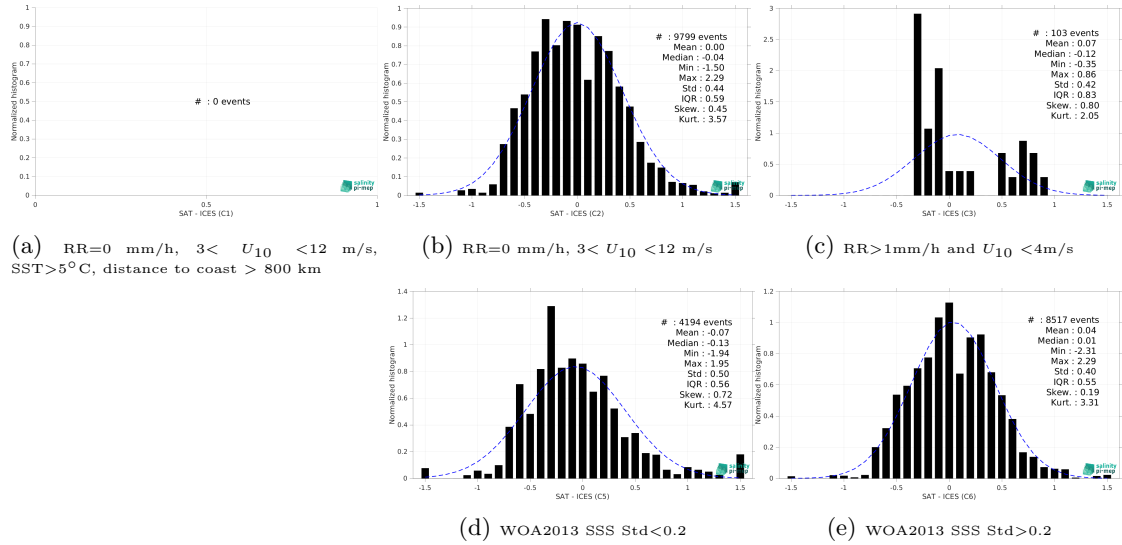 1
0.9
0.8
0.7
0.6
0.5
0.4
0.3
0.2
0.1
0
Normalized histogram
# : 0 events
salinity
pi-mep
0 0.5 1
SAT - ICES (C1)
(a) RR=0 mm/h, 3< U10 <12 m/s,
SST>5°C, distance to coast > 800 km
1
0.9
0.8
0.7
0.6
0.5
0.4
0.3
0.2
0.1
0
Normalized histogram
# : 9799 events
Mean : 0.00
Median : -0.04
Min : -1.50
Max : 2.29
Std : 0.44
IQR : 0.59
Skew. : 0.45
Kurt. : 3.57
salinity
pi-mep
-1.5 -1 -0.5 0 0.5 1 1.5
SAT - ICES (C2)
(b) RR=0 mm/h, 3< U10 <12 m/s
3
2.5
2
1.5
1
0.5
0
Normalized histogram
# : 103 events
Mean : 0.07
Median : -0.12
Min : -0.35
Max : 0.86
Std : 0.42
IQR : 0.83
Skew. : 0.80
Kurt. : 2.05
salinity
pi-mep
-1.5 -1 -0.5 0 0.5 1 1.5
SAT - ICES (C3)
(c) RR>1mm/h and U10 <4m/s
1.4
1.2
1
0.8
0.6
0.4
0.2
0
Normalized histogram
# : 4194 events
Mean : -0.07
Median : -0.13
Min : -1.94
Max : 1.95
Std : 0.50
IQR : 0.56
Skew. : 0.72
Kurt. : 4.57
salinity
pi-mep
-1.5 -1 -0.5 0 0.5 1 1.5
SAT - ICES (C5)
(d) WOA2013 SSS Std<0.2
1.2
1
0.8
0.6
0.4
0.2
0
Normalized histogram
# : 8517 events
Mean : 0.04
Median : 0.01
Min : -2.31
Max : 2.29
Std : 0.40
IQR : 0.55
Skew. : 0.19
Kurt. : 3.31
salinity
pi-mep
-1.5 -1 -0.5 0 0.5 1 1.5
SAT - ICES (C6)
(e) WOA2013 SSS Std>0.2